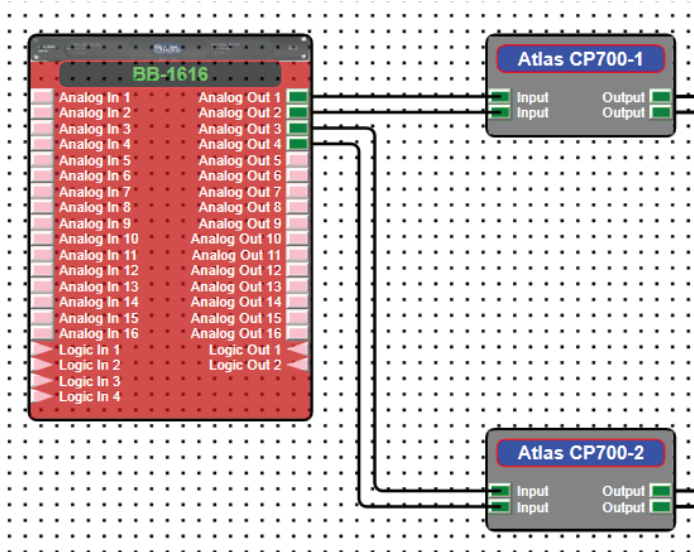 BB-1616
Analog In 1 Analog Out 1
Analog In 2 Analog Out 2
Analog In 3 Analog Out 3
Analog In 4 Analog Out 4
Analog In 5 Analog Out 5
Analog In 6 Analog Out 6
Analog In 7 Analog Out 7
Analog In 8 Analog Out 8
Analog In 9 Analog Out 9
Analog In 10 Analog Out 10
Analog In 11 Analog Out 11
Analog In 12 Analog Out 12
Analog In 13 Analog Out 13
Analog In 14 Analog Out 14
Analog In 15 Analog Out 15
Analog In 16 Analog Out 16
Logic In 1 Logic Out 1
Logic In 2 Logic Out 2
Logic In 3
Logic In 4
Atlas CP700-1
Input Output
Input Output
Atlas CP700-2
Input Output
Input Output